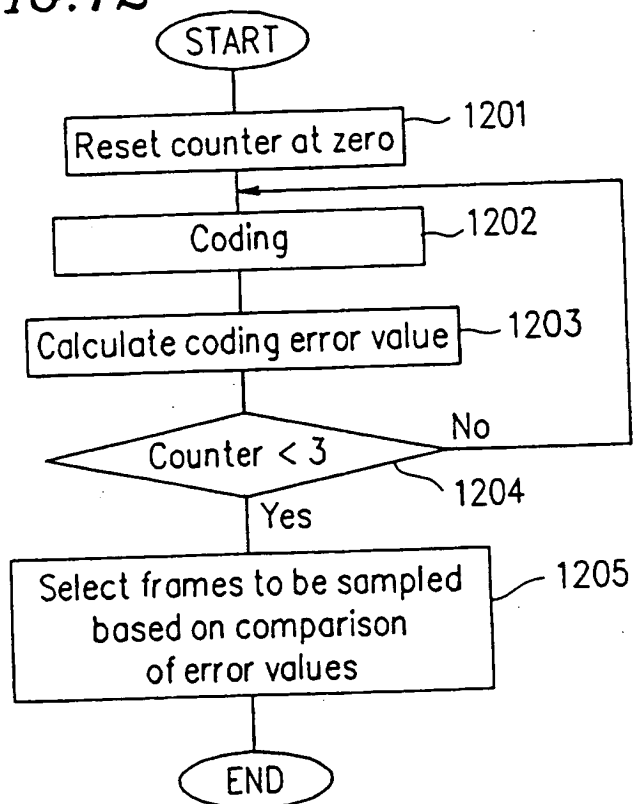 START
Reset counter at zero
1201
Coding
1202
Calculate coding error value
1203
Counter < 3
No
1204
Yes
Select frames to be sampled
based on comparison
of error values
1205
END